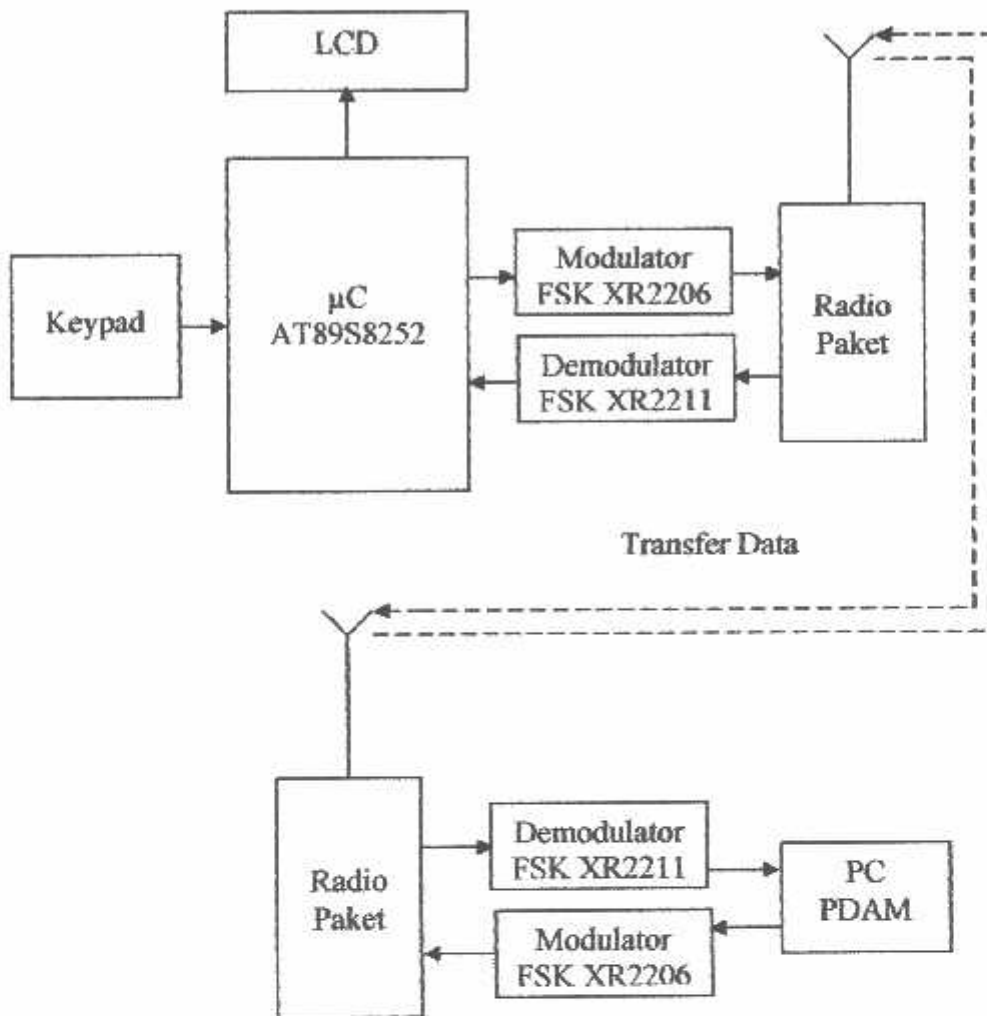 LCD
Keypad
µC
AT89S8252
Modulator
FSK XR2206
Demodulator
FSK XR2211
Radio
Paket
Transfer Data
Radio
Paket
Demodulator
FSK XR2211
Modulator
FSK XR2206
PC
PDAM